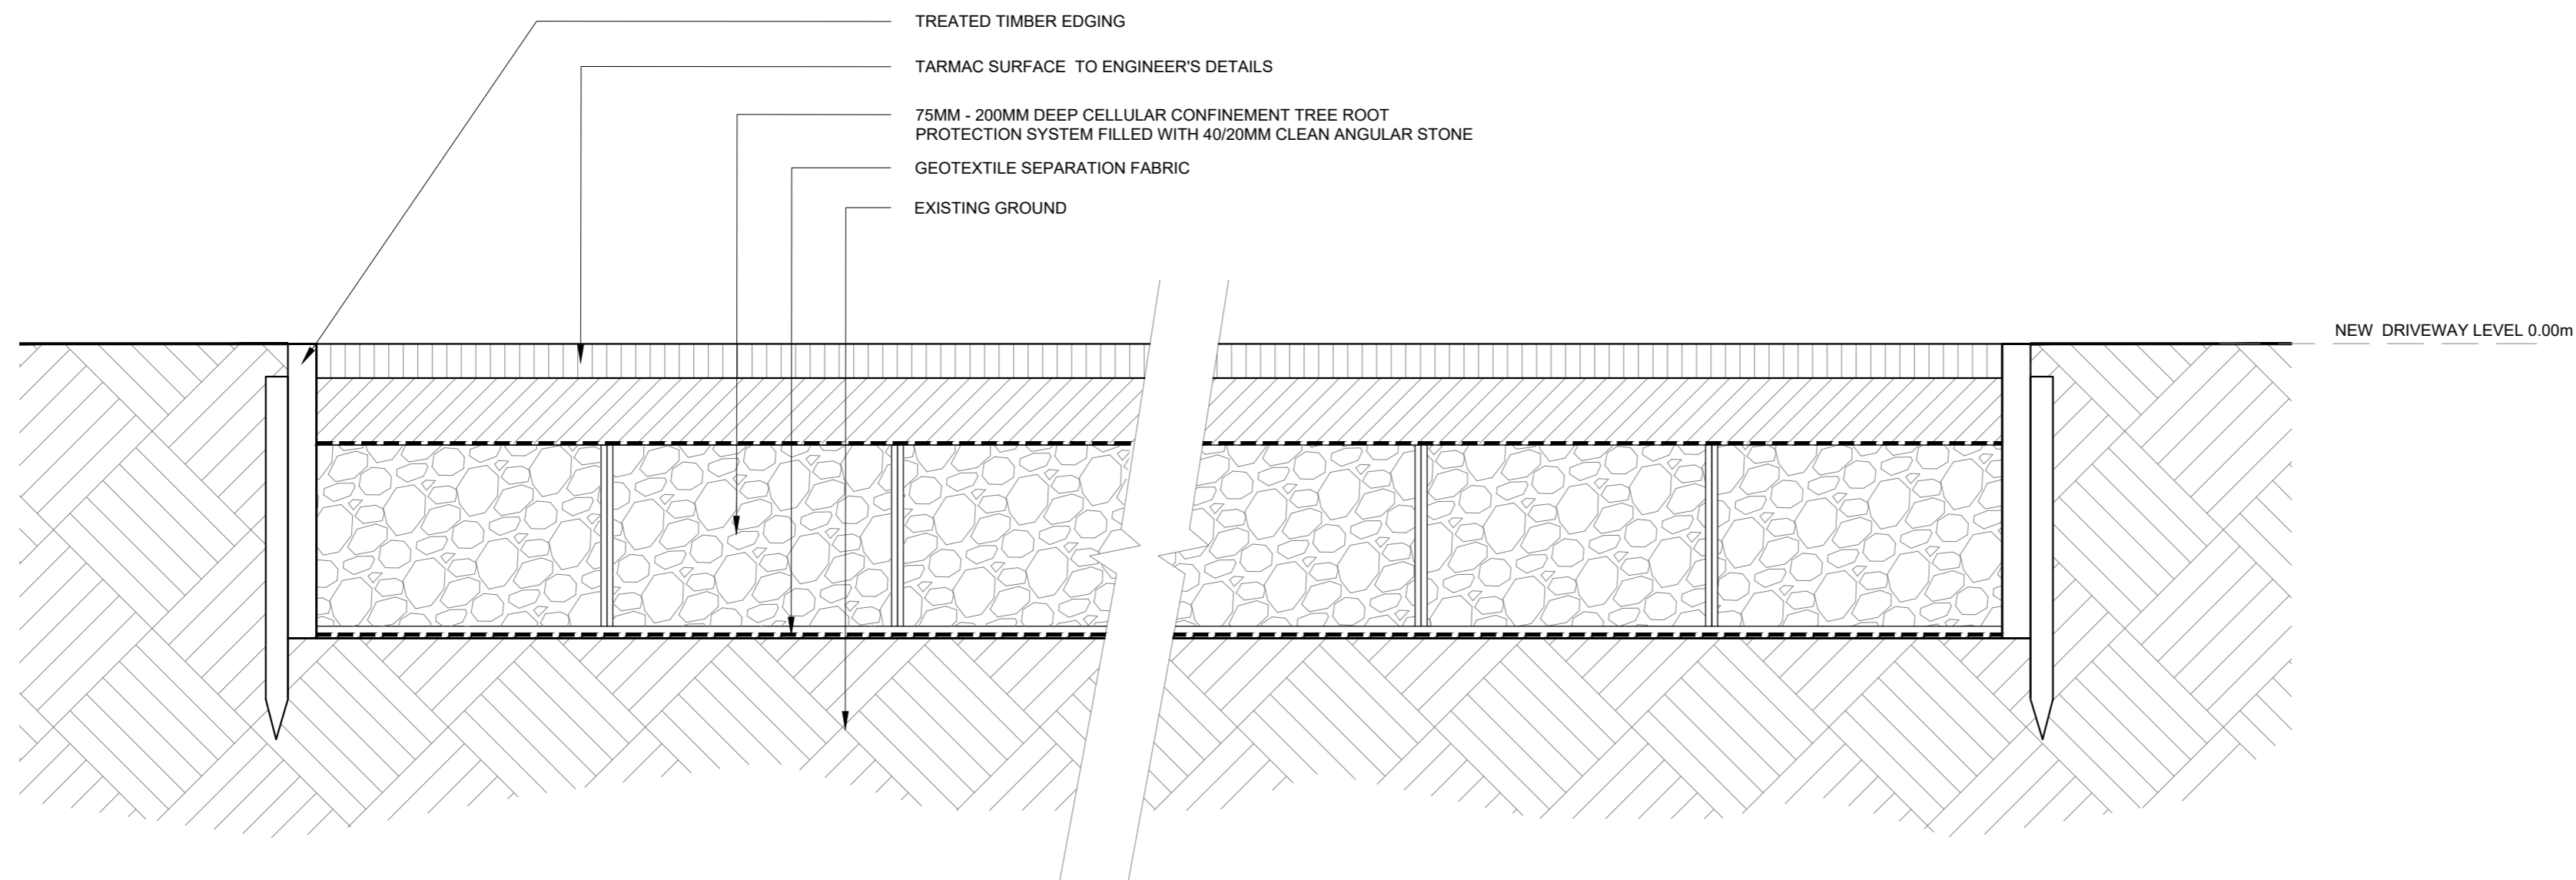 TREATED TIMBER EDGING
TARMAC SURFACE TO ENGINEER'S DETAILS
75MM - 200MM DEEP CELLULAR CONFINEMENT TREE ROOT
PROTECTION SYSTEM FILLED WITH 40/20MM CLEAN ANGULAR STONE
GEOTEXTILE SEPARATION FABRIC
EXISTING GROUND
NEW DRIVEWAY LEVEL 0.00m